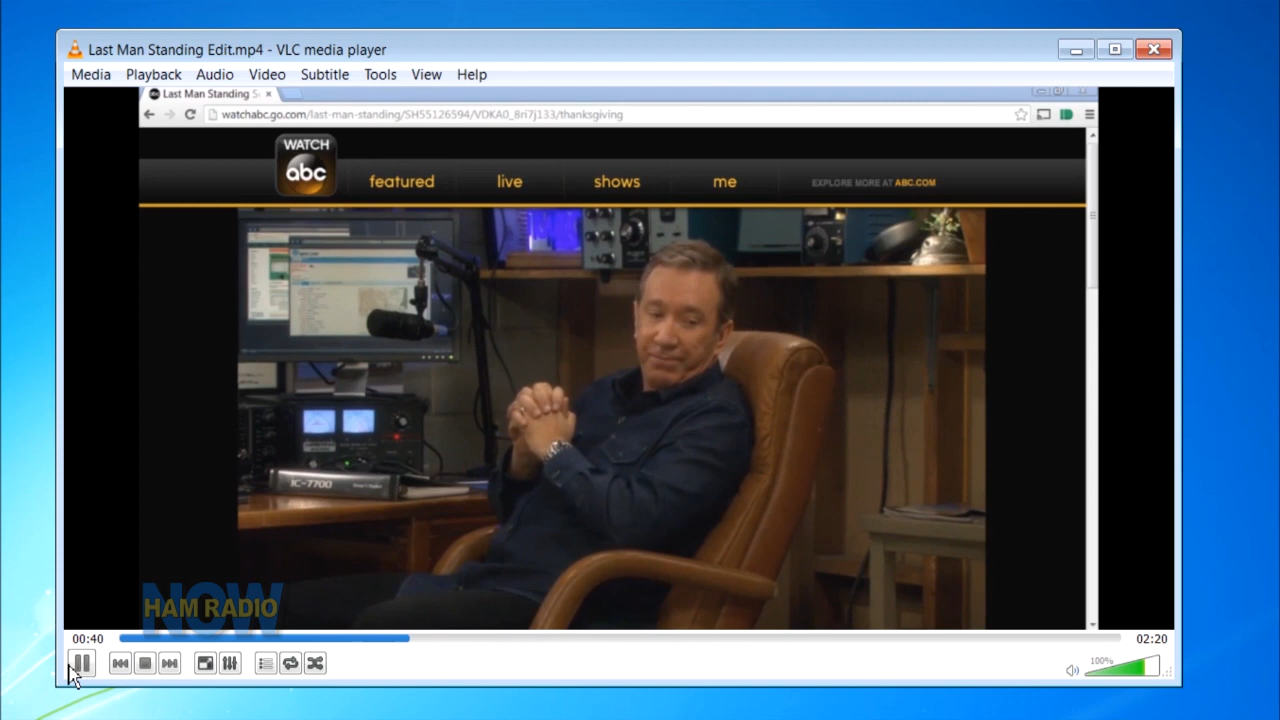 Last Man Standing Edit.mp4 - VLC media player
Media Playback Audio Video Subtitle Tools View Help
Last Man Standing
watchabc.go.com/last-man-standing/SH55126594/VDKA0_8ri7j133/thanksgiving
WATCH
abc
featured live shows me EXPLORE MORE AT ABC.COM
IC-7700
NOW
HAM RADIO
00:40 02:20
100%